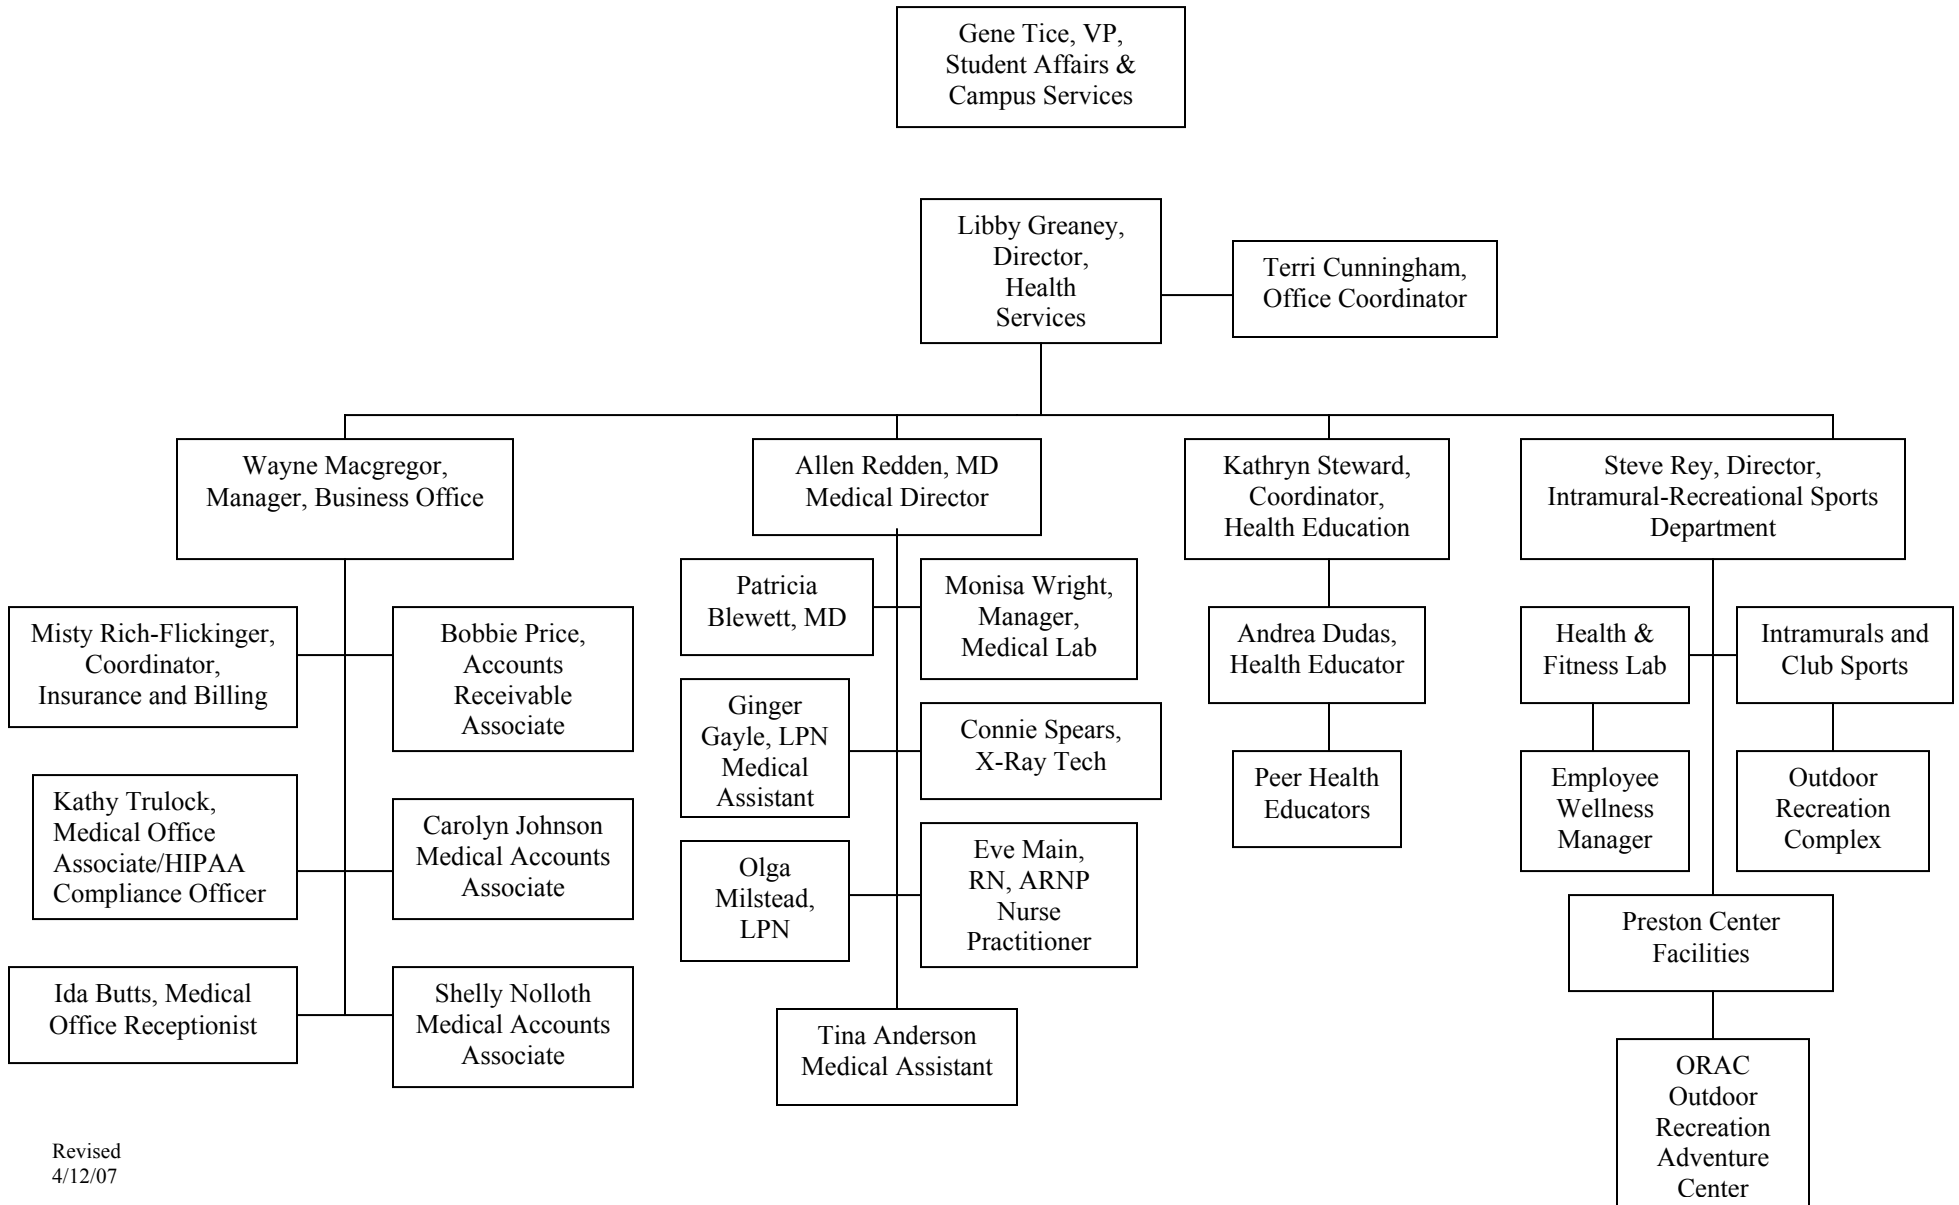 Gene Tice, VP,
Student Affairs &
Campus Services
Libby Greaney,
Director,
Health
Services
Terri Cunningham,
Office Coordinator
Wayne Macgregor,
Manager, Business Office
Allen Redden, MD
Medical Director
Kathryn Steward,
Coordinator,
Health Education
Steve Rey, Director,
Intramural-Recreational Sports
Department
Misty Rich-Flickinger,
Coordinator,
Insurance and Billing
Bobbie Price,
Accounts
Receivable
Associate
Kathy Trulock,
Medical Office
Associate/HIPAA
Compliance Officer
Carolyn Johnson
Medical Accounts
Associate
Ida Butts, Medical
Office Receptionist
Shelly Nolloth
Medical Accounts
Associate
Patricia
Blewett, MD
Monisa Wright,
Manager,
Medical Lab
Ginger
Gayle, LPN
Medical
Assistant
Connie Spears,
X-Ray Tech
Olga
Milstead,
LPN
Eve Main,
RN, ARNP
Nurse
Practitioner
Tina Anderson
Medical Assistant
Andrea Dudas,
Health Educator
Peer Health
Educators
Health &
Fitness Lab
Intramurals and
Club Sports
Employee
Wellness
Manager
Outdoor
Recreation
Complex
Preston Center
Facilities
ORAC
Outdoor
Recreation
Adventure
Center
Revised
4/12/07